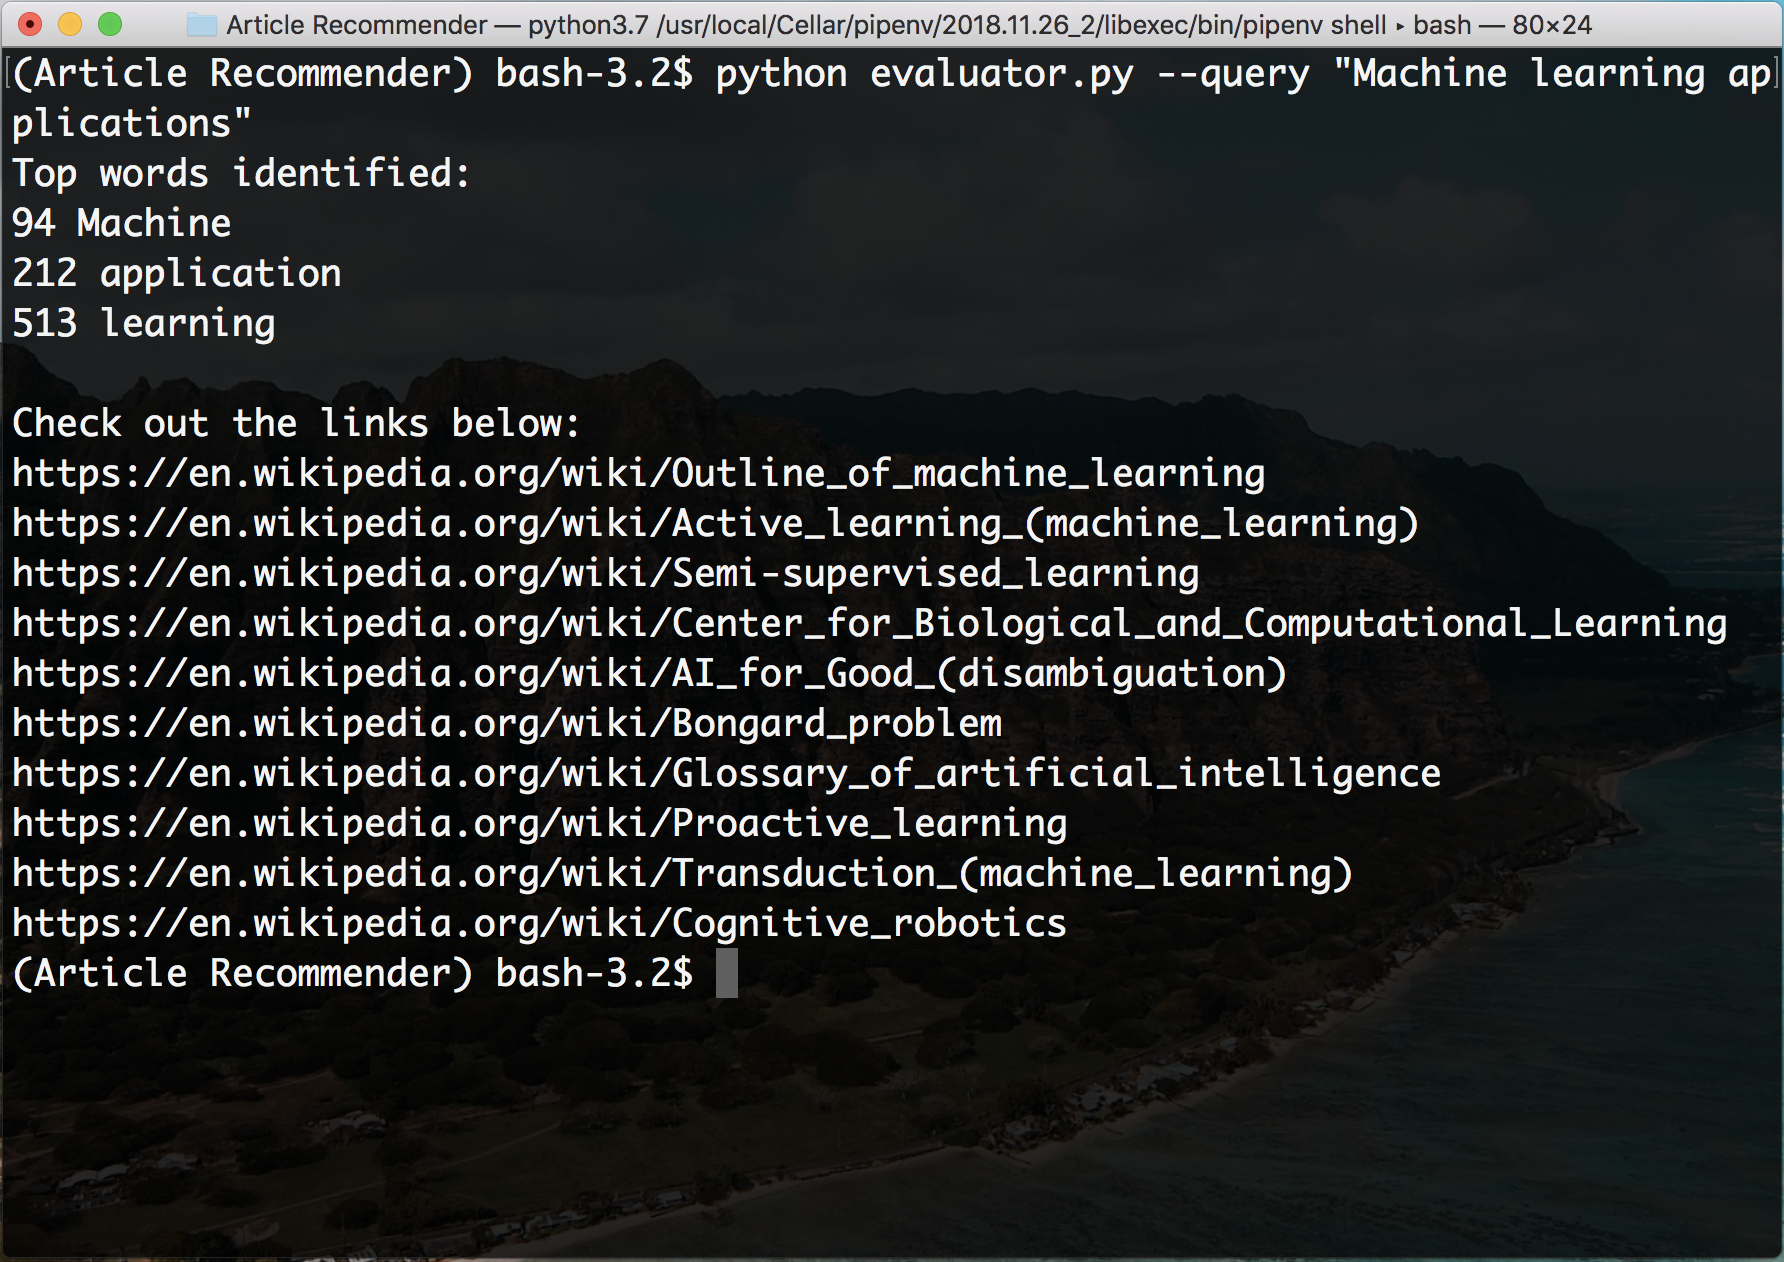 Article Recommender — python3.7 /usr/local/Cellar/pipenv/2018.11.26_2/libexec/bin/pipenv shell ▸ bash — 80×24
[(Article Recommender) bash-3.2$ python evaluator.py --query "Machine learning ap]
plications"
Top words identified:
94 Machine
212 application
513 learning
Check out the links below:
https://en.wikipedia.org/wiki/Outline_of_machine_learning
https://en.wikipedia.org/wiki/Active_learning_(machine_learning)
https://en.wikipedia.org/wiki/Semi-supervised_learning
https://en.wikipedia.org/wiki/Center_for_Biological_and_Computational_Learning
https://en.wikipedia.org/wiki/AI_for_Good_(disambiguation)
https://en.wikipedia.org/wiki/Bongard_problem
https://en.wikipedia.org/wiki/Glossary_of_artificial_intelligence
https://en.wikipedia.org/wiki/Proactive_learning
https://en.wikipedia.org/wiki/Transduction_(machine_learning)
https://en.wikipedia.org/wiki/Cognitive_robotics
(Article Recommender) bash-3.2$